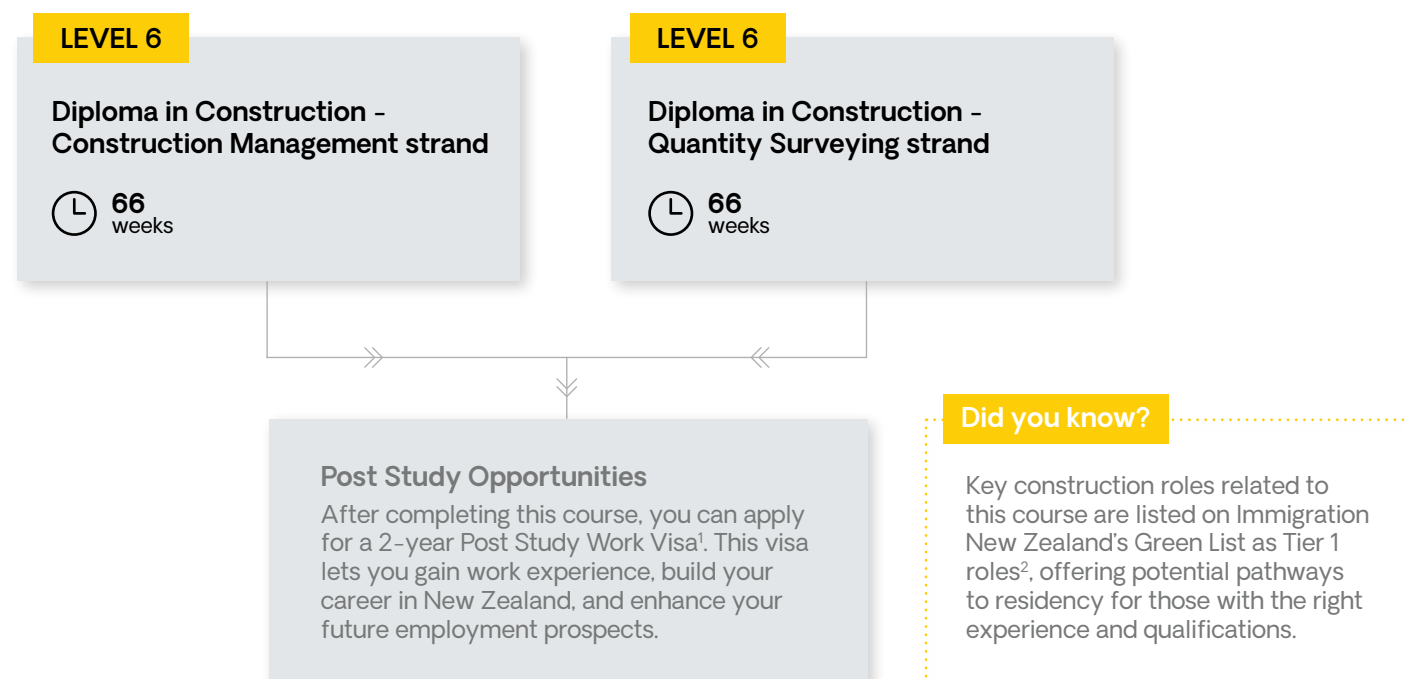 LEVEL 6
Diploma in Construction -
Construction Management strand
66
weeks
LEVEL 6
Diploma in Construction -
Quantity Surveying strand
66
weeks
Post Study Opportunities
After completing this course, you can apply
for a 2-year Post Study Work Visa¹. This visa
lets you gain work experience, build your
career in New Zealand, and enhance your
future employment prospects.
Did you know?
Key construction roles related to
this course are listed on Immigration
New Zealand's Green List as Tier 1
roles², offering potential pathways
to residency for those with the right
experience and qualifications.